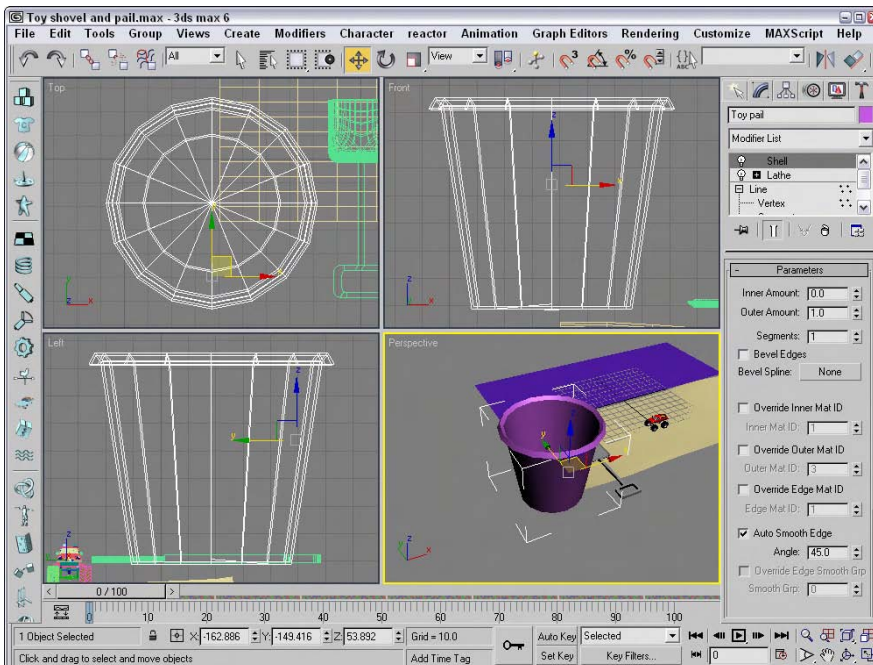 Toy shovel and pail.max - 3ds max 6
File Edit Tools Group Views Create Modifiers Character reactor Animation Graph Editors Rendering Customize MAXScript Help
All
View
Top
Front
Left
Perspective
Toy pail
Modifier List
Shell
Lathe
Line
Vertex
- Parameters
Inner Amount: 0.0
Outer Amount: 1.0
Segments: 1
Bevel Edges
Bevel Spline: None
Override Inner Mat ID
Inner Mat ID: 1
Override Outer Mat ID
Outer Mat ID: 3
Override Edge Mat ID
Edge Mat ID: 1
Auto Smooth Edge
Angle: 45.0
Override Edge Smooth Grp
Smooth Grp: 0
< 0 / 100 >
0 10 20 30 40 50 60 70 80 90 100
1 Object Selected X: -162.886 Y: -149.416 Z: 53.892 Grid = 10.0 Auto Key Selected
Click and drag to select and move objects Add Time Tag Set Key Key Filters... 0